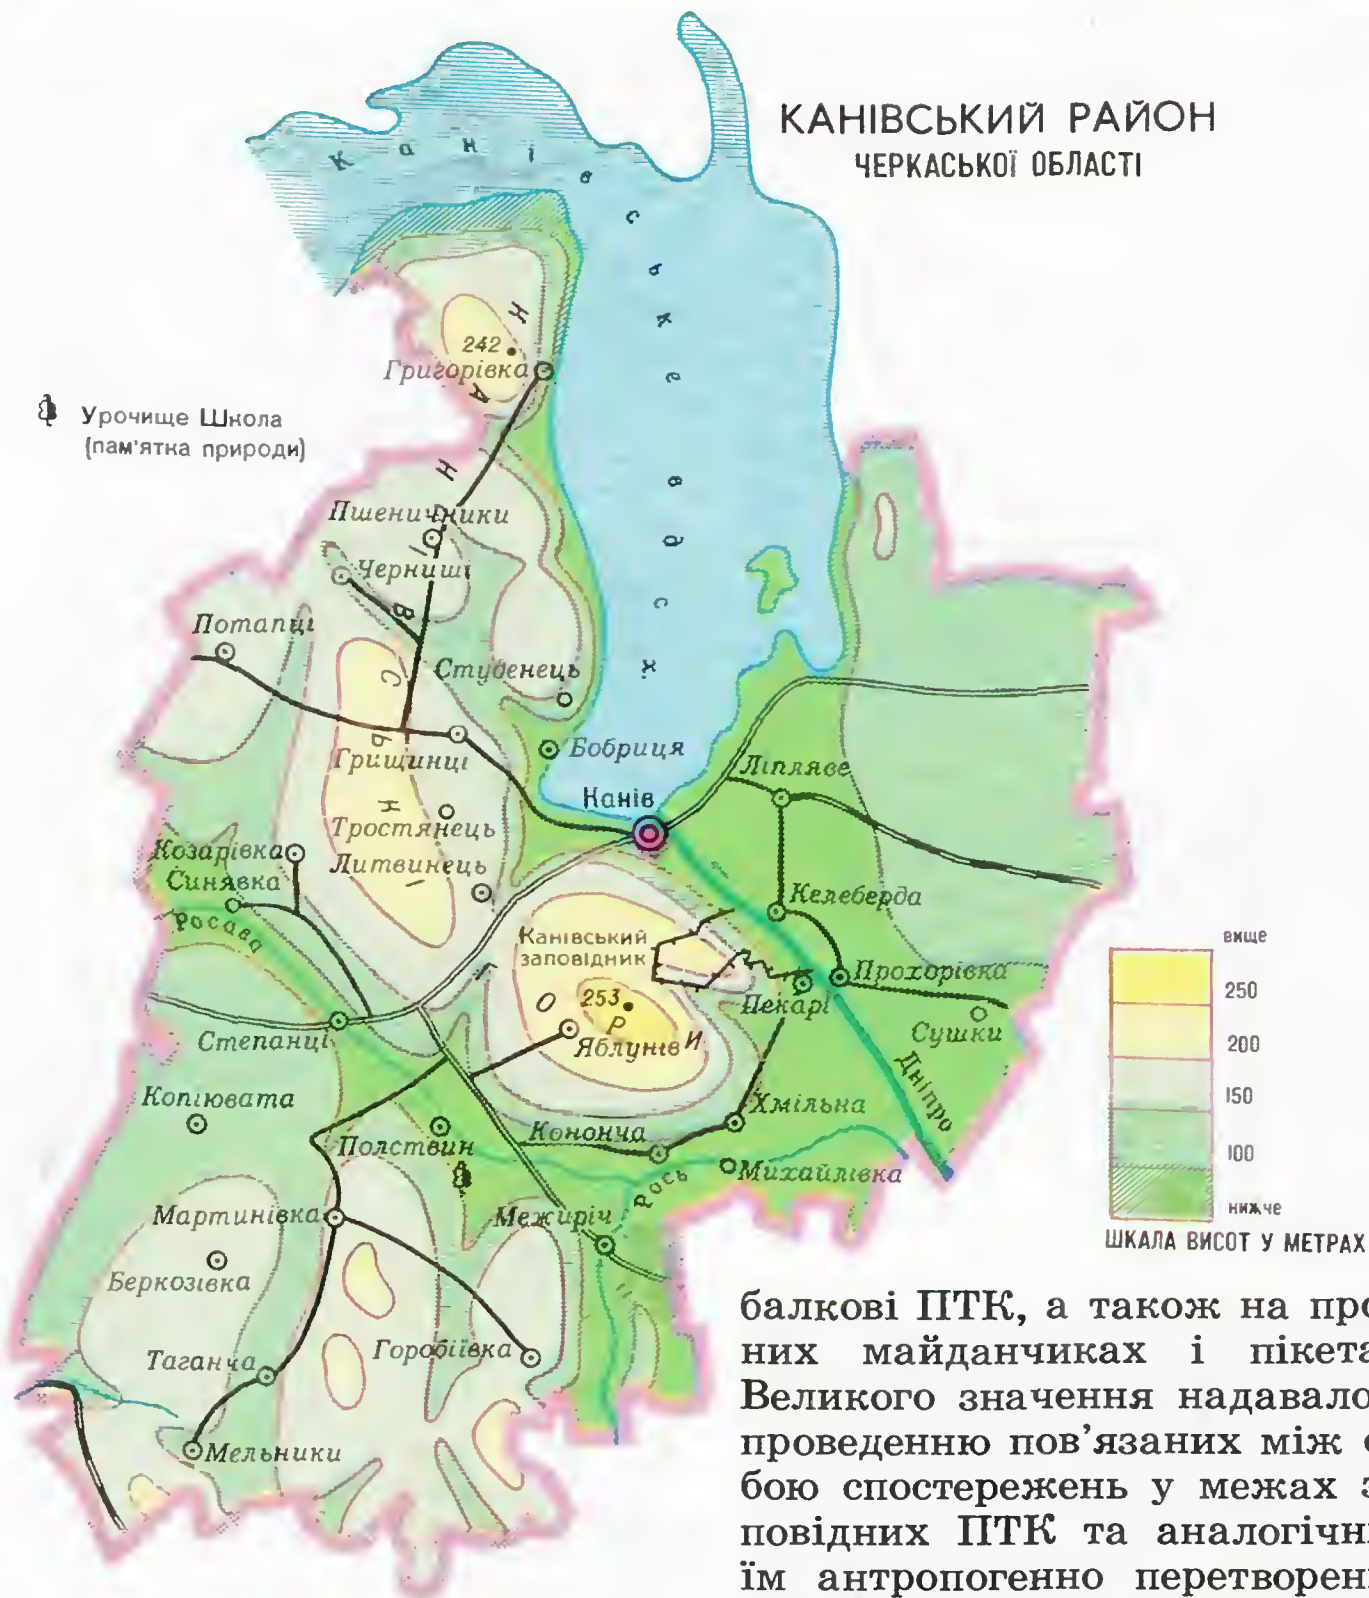 КАНІВСЬКИЙ РАЙОН
ЧЕРКАСЬКОЇ ОБЛАСТІ
Канівське вдсх.
242
Григорівка
Урочище Школа
(пам'ятка природи)
КАНІВСЬКІ ГОРИ
Пшеничники
Черниші
Потапці
Студенець
Бобриця
Грищинці
Ліпляве
Канів
Тростянець
Козарівка
Литвинець
Синявка
Келеберда
Росава
Канівський
заповідник
Прохорівка
253
Пекарі
Сушки
Степанці
Яблунів
Дніпро
Копіювата
Хмільна
Полствин
Кононча
Михайлівка
Рось
Мартинівка
Межиріч
Беркозівка
Таганча
Горобіївка
Мельники
вище
250
200
150
100
нижче
ШКАЛА ВИСОТ У МЕТРАХ
балкові ПТК, а також на про
них майданчиках і пікета
Великого значення надавало
проведенню пов’язаних між с
бою спостережень у межах з
повідних ПТК та аналогічн
їм антропогенно перетворен